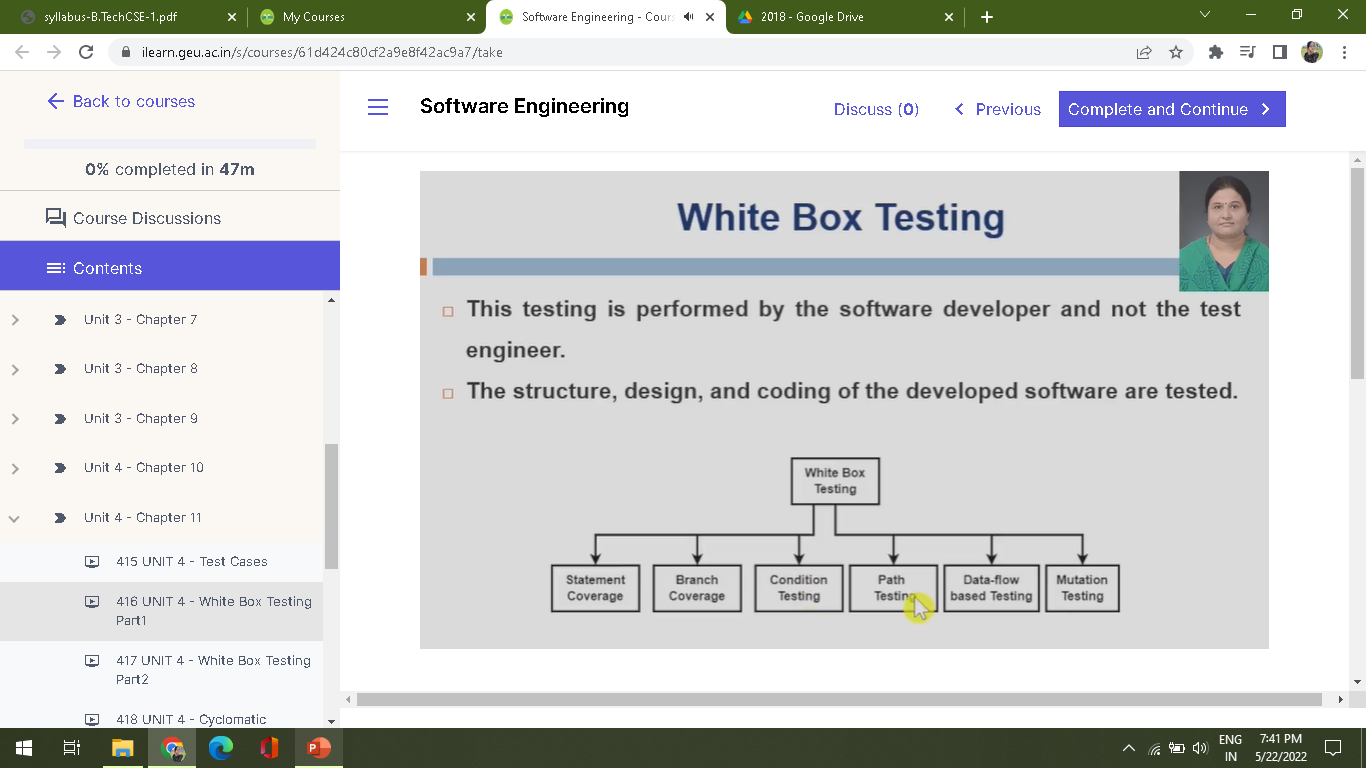 syllabus-B.TechCSE-1.pdf
My Courses
Software Engineering - Cours
2018 - Google Drive
ilearn.geu.ac.in/s/courses/61d424c80cf2a9e8f42ac9a7/take
Back to courses
0% completed in 47m
Course Discussions
Contents
Unit 3 - Chapter 7
Unit 3 - Chapter 8
Unit 3 - Chapter 9
Unit 4 - Chapter 10
Unit 4 - Chapter 11
415 UNIT 4 - Test Cases
416 UNIT 4 - White Box Testing
Part1
417 UNIT 4 - White Box Testing
Part2
418 UNIT 4 - Cyclomatic
Software Engineering
Discuss (0)
Previous
Complete and Continue
White Box Testing
This testing is performed by the software developer and not the test
engineer.
The structure, design, and coding of the developed software are tested.
White Box
Testing
Statement
Coverage
Branch
Coverage
Condition
Testing
Path
Testing
Data-flow
based Testing
Mutation
Testing
ENG
IN
7:41 PM
5/22/2022